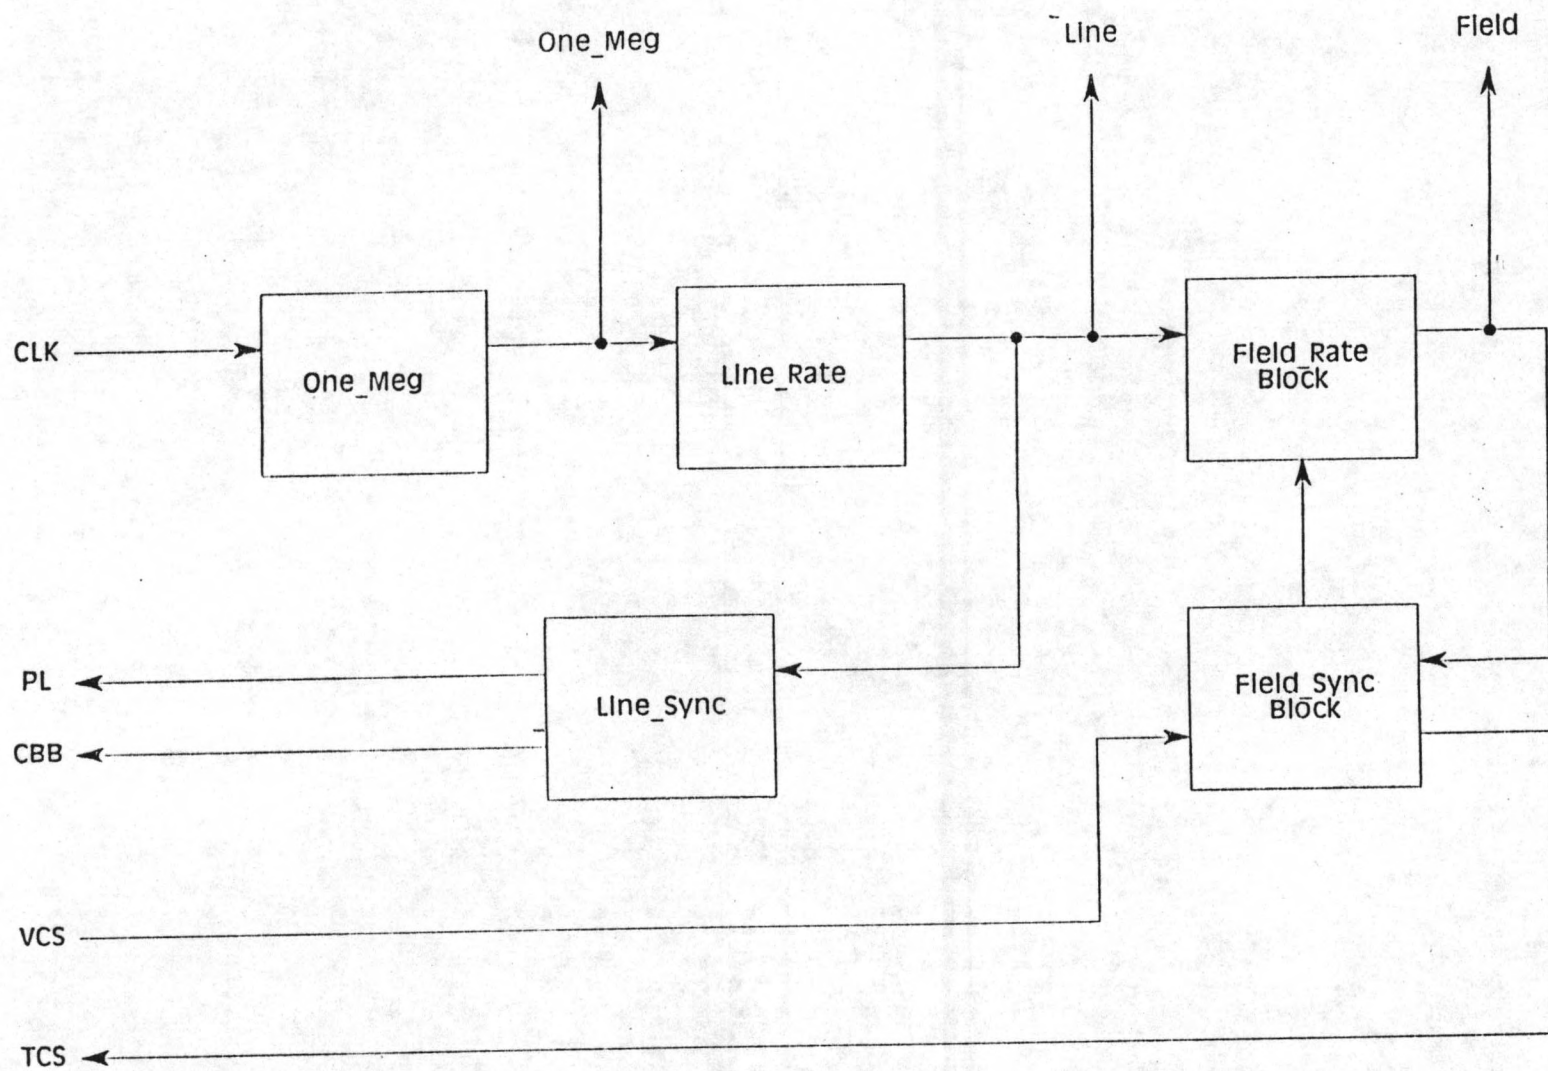 One_Meg
Line
Field
CLK
One_Meg
Line_Rate
Field_Rate
Block
PL
CBB
Line_Sync
Field_Sync
Block
VCS
TCS